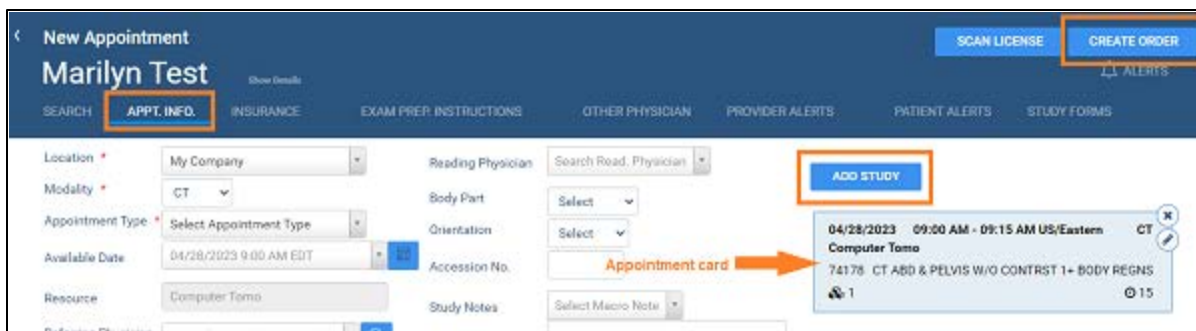 New Appointment
SCAN LICENSE
CREATE ORDER
Marilyn Test
Show Details
ALERTS
SEARCH
APPT. INFO.
INSURANCE
EXAM PREP. INSTRUCTIONS
OTHER PHYSICIAN
PROVIDER ALERTS
PATIENT ALERTS
STUDY FORMS
Location *
My Company
Modality *
CT
Appointment Type *
Select Appointment Type
Available Date
04/28/2023 9:00 AM EDT
Resource
Computer Tomo
Reading Physician
Search Read. Physician
Body Part
Select
Orientation
Select
Accession No.
Study Notes
Select Macro Note
Appointment card
ADD STUDY
04/28/2023 09:00 AM - 09:15 AM US/Eastern CT
Computer Tomo
74178 CT ABD & PELVIS W/O CONTRST 1+ BODY REGNS
1
15